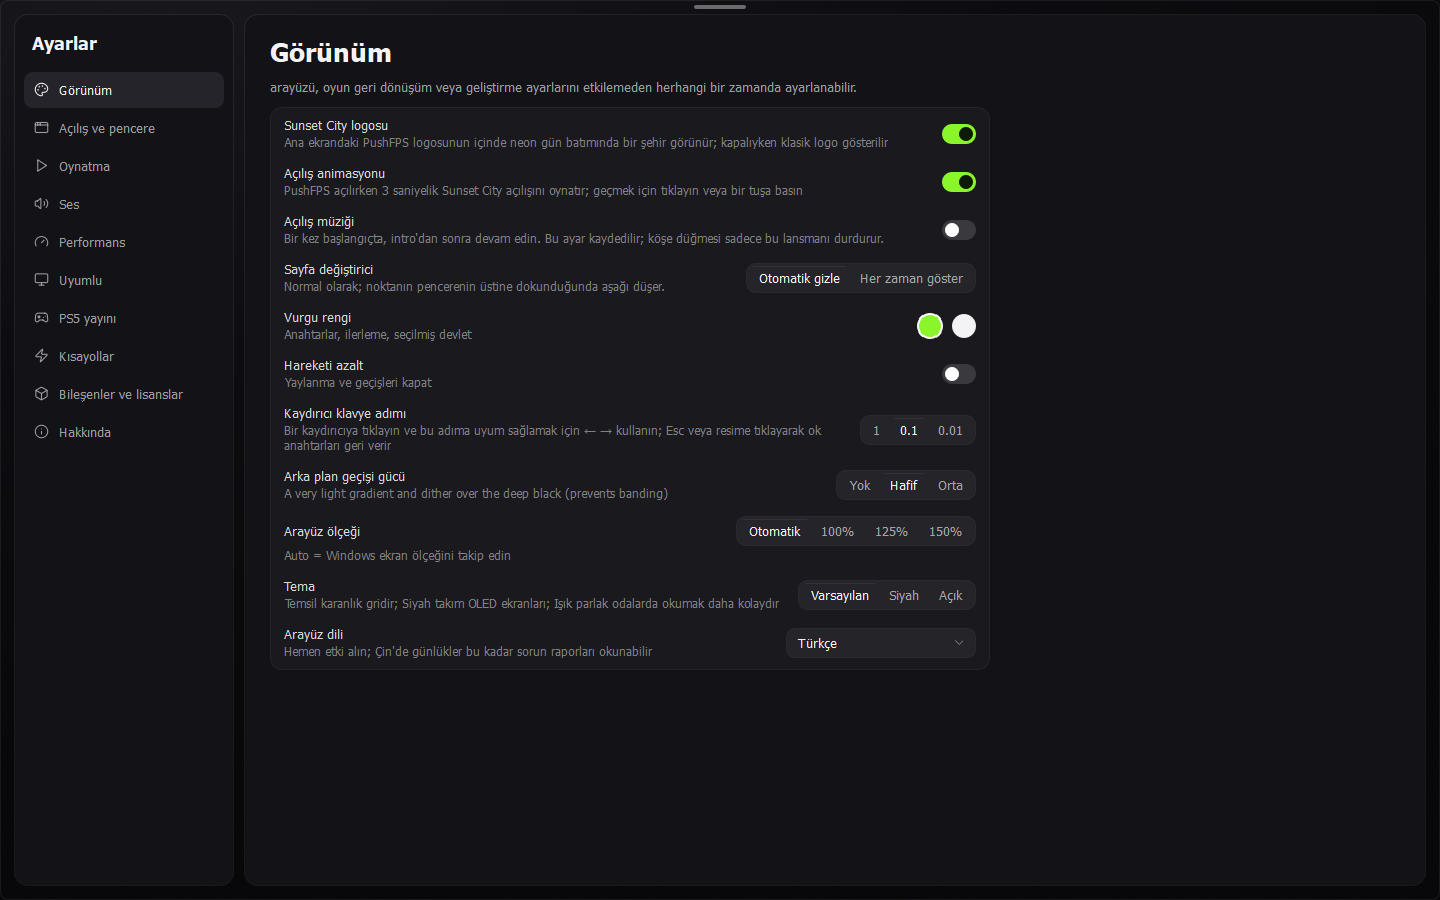 Ayarlar
Görünüm
Açılış ve pencere
Oynatma
Ses
Performans
Uyumlu
PS5 yayını
Kısayollar
Bileşenler ve lisanslar
Hakkında
Görünüm
arayüzü, oyun geri dönüşüm veya geliştirme ayarlarını etkilemeden herhangi bir zamanda ayarlanabilir.
Sunset City logosu
Ana ekrandaki PushFPS logosunun içinde neon gün batımında bir şehir görünür; kapalıyken klasik logo gösterilir
Açılış animasyonu
PushFPS açılırken 3 saniyelik Sunset City açılışını oynatır; geçmek için tıklayın veya bir tuşa basın
Açılış müziği
Bir kez başlangıçta, intro'dan sonra devam edin. Bu ayar kaydedilir; köşe düğmesi sadece bu lansmanı durdurur.
Sayfa değiştirici
Normal olarak; noktanın pencerenin üstine dokunduğunda aşağı düşer.
Otomatik gizle Her zaman göster
Vurgu rengi
Anahtarlar, ilerleme, seçilmiş devlet
Hareketi azalt
Yaylanma ve geçişleri kapat
Kaydırıcı klavye adımı
Bir kaydırıcıya tıklayın ve bu adıma uyum sağlamak için ← → kullanın; Esc veya resime tıklayarak ok
anahtarları geri verir
1 0.1 0.01
Arka plan geçişi gücü
A very light gradient and dither over the deep black (prevents banding)
Yok Hafif Orta
Arayüz ölçeği
Otomatik 100% 125% 150%
Auto = Windows ekran ölçeğini takip edin
Tema
Temsil karanlık gridir; Siyah takım OLED ekranları; Işık parlak odalarda okumak daha kolaydır
Varsayılan Siyah Açık
Arayüz dili
Hemen etki alın; Çin'de günlükler bu kadar sorun raporları okunabilir
Türkçe